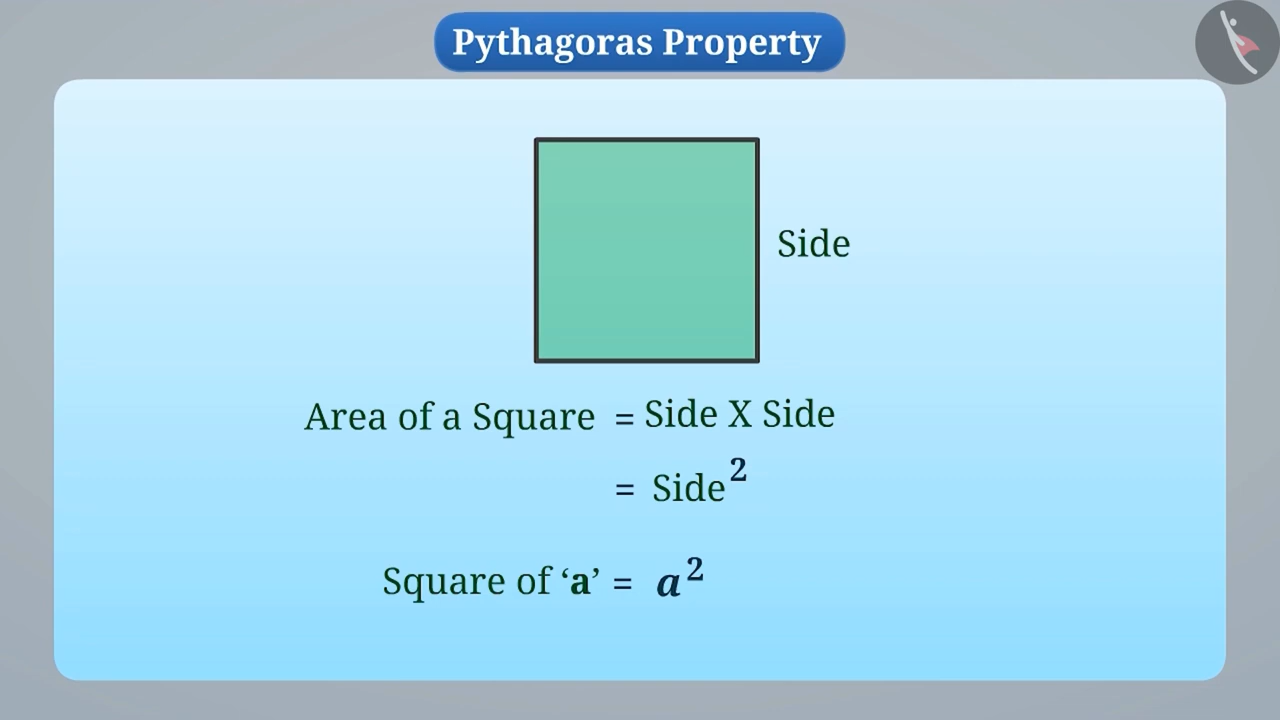 Pythagoras Property
Side
Area of a Square = Side X Side
= Side²
Square of ‘a’ = a²